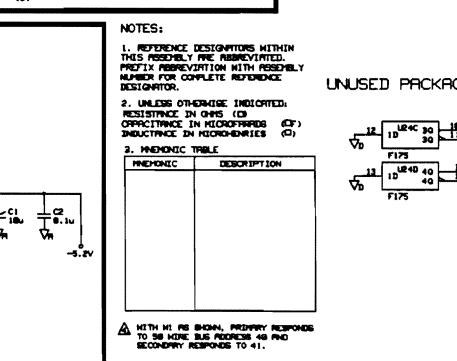 NOTES:
1. REFERENCE DESIGNATORS WITHIN
THIS ASSEMBLY ARE ABBREVIATED.
PREFIX ABBREVIATION WITH ASSEMBLY
NUMBER FOR COMPLETE REFERENCE
DESIGNATOR.
2. UNLESS OTHERWISE INDICATED:
RESISTANCE IN OHMS
CAPACITANCE IN MICROFARADS
INDUCTANCE IN MICROHENRIES
3. MNEMONIC TABLE
MNEMONIC DESCRIPTION
4 WITH W1 AS SHOWN, PRIMARY RESPONDS
TO 50 WIRE BUS ADDRESS 40 AND
SECONDARY RESPONDS TO 41.
C1
10u
C2
0.1u
-5.2V
UNUSED PACKAG
12 1D U24C 3Q 10
3Q
F175
13 1D U24D 4Q
4Q
F175